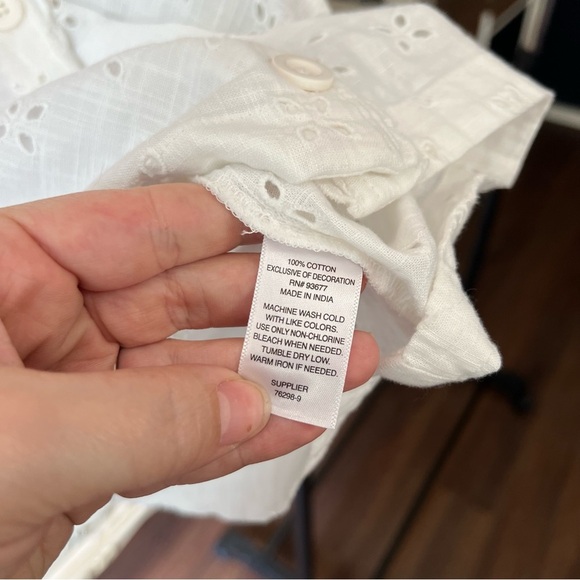 100% COTTON
EXCLUSIVE OF DECORATION
RN# 93677
MADE IN INDIA
MACHINE WASH COLD
WITH LIKE COLORS.
USE ONLY NON-CHLORINE
BLEACH WHEN NEEDED.
TUMBLE DRY LOW.
WARM IRON IF NEEDED.
SUPPLIER
76298-9